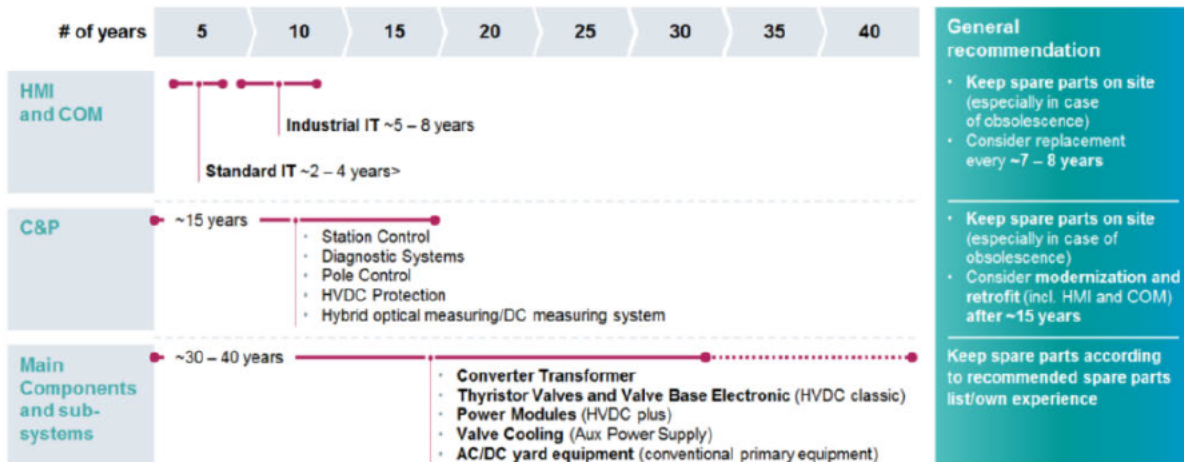 # of years 5 10 15 20 25 30 35 40
HMI
and COM
Industrial IT ~5 – 8 years
Standard IT ~2 – 4 years>
C&P
~15 years
• Station Control
• Diagnostic Systems
• Pole Control
• HVDC Protection
• Hybrid optical measuring/DC measuring system
Main
Components
and sub-
systems
~30 – 40 years
• Converter Transformer
• Thyristor Valves and Valve Base Electronic (HVDC classic)
• Power Modules (HVDC plus)
• Valve Cooling (Aux Power Supply)
• AC/DC yard equipment (conventional primary equipment)
General
recommendation
• Keep spare parts on site
(especially in case
of obsolescence)
• Consider replacement
every ~7 – 8 years
• Keep spare parts on site
(especially in case of
obsolescence)
• Consider modernization and
retrofit (incl. HMI and COM)
after ~15 years
Keep spare parts according
to recommended spare parts
list/own experience